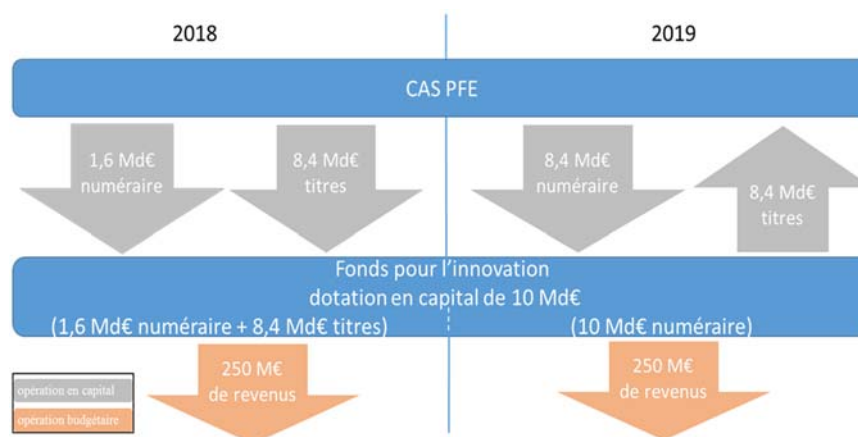 2018
2019
CAS PFE
1,6 Md€
numéraire
8,4 Md€
titres
8,4 Md€
numéraire
8,4 Md€
titres
Fonds pour l'innovation
dotation en capital de 10 Md€
(1,6 Md€ numéraire + 8,4 Md€ titres)
(10 Md€ numéraire)
250 M€
de revenus
250 M€
de revenus
opération en capital
opération budgétaire